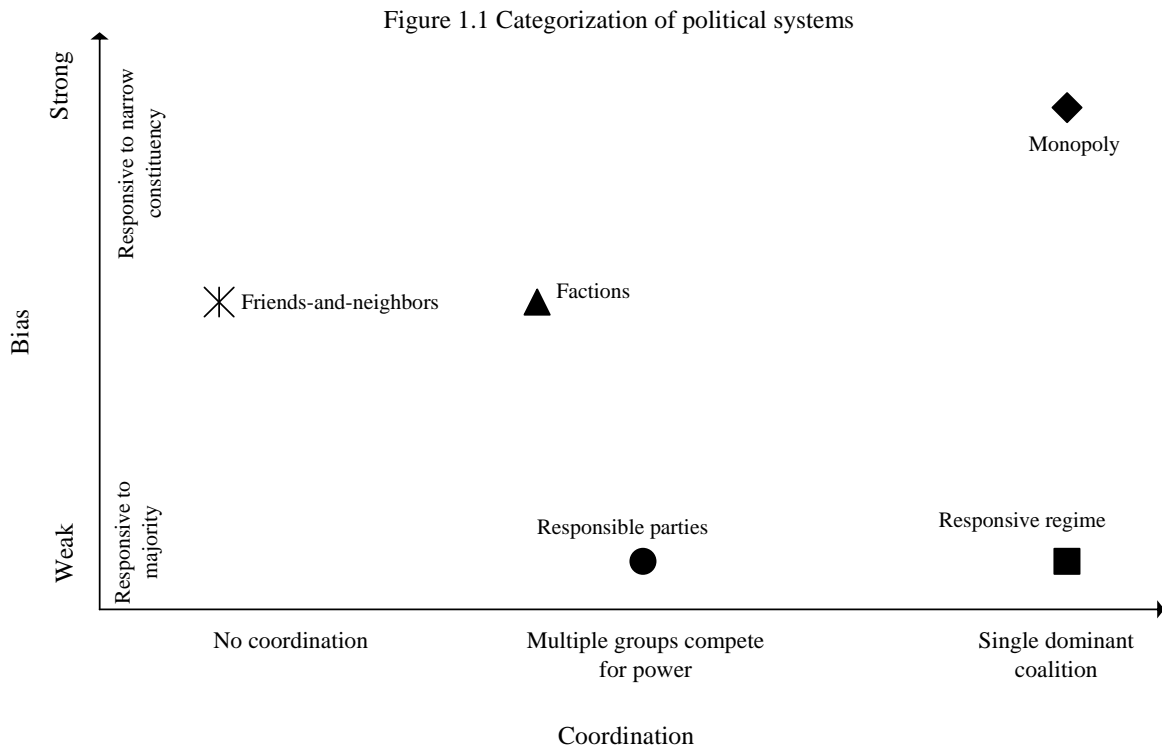 Figure 1.1 Categorization of political systems
Strong
Responsive to narrow
constituency
Monopoly
Friends-and-neighbors
Factions
Bias
Responsible parties
Responsive regime
Weak
Responsive to
majority
No coordination
Multiple groups compete
for power
Single dominant
coalition
Coordination